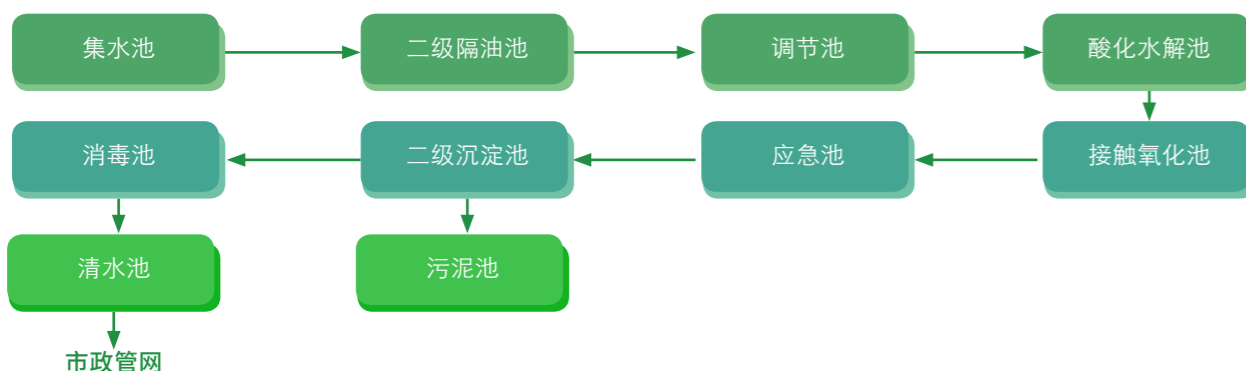 集水池
二级隔油池
调节池
酸化水解池
消毒池
二级沉淀池
应急池
接触氧化池
清水池
污泥池
市政管网